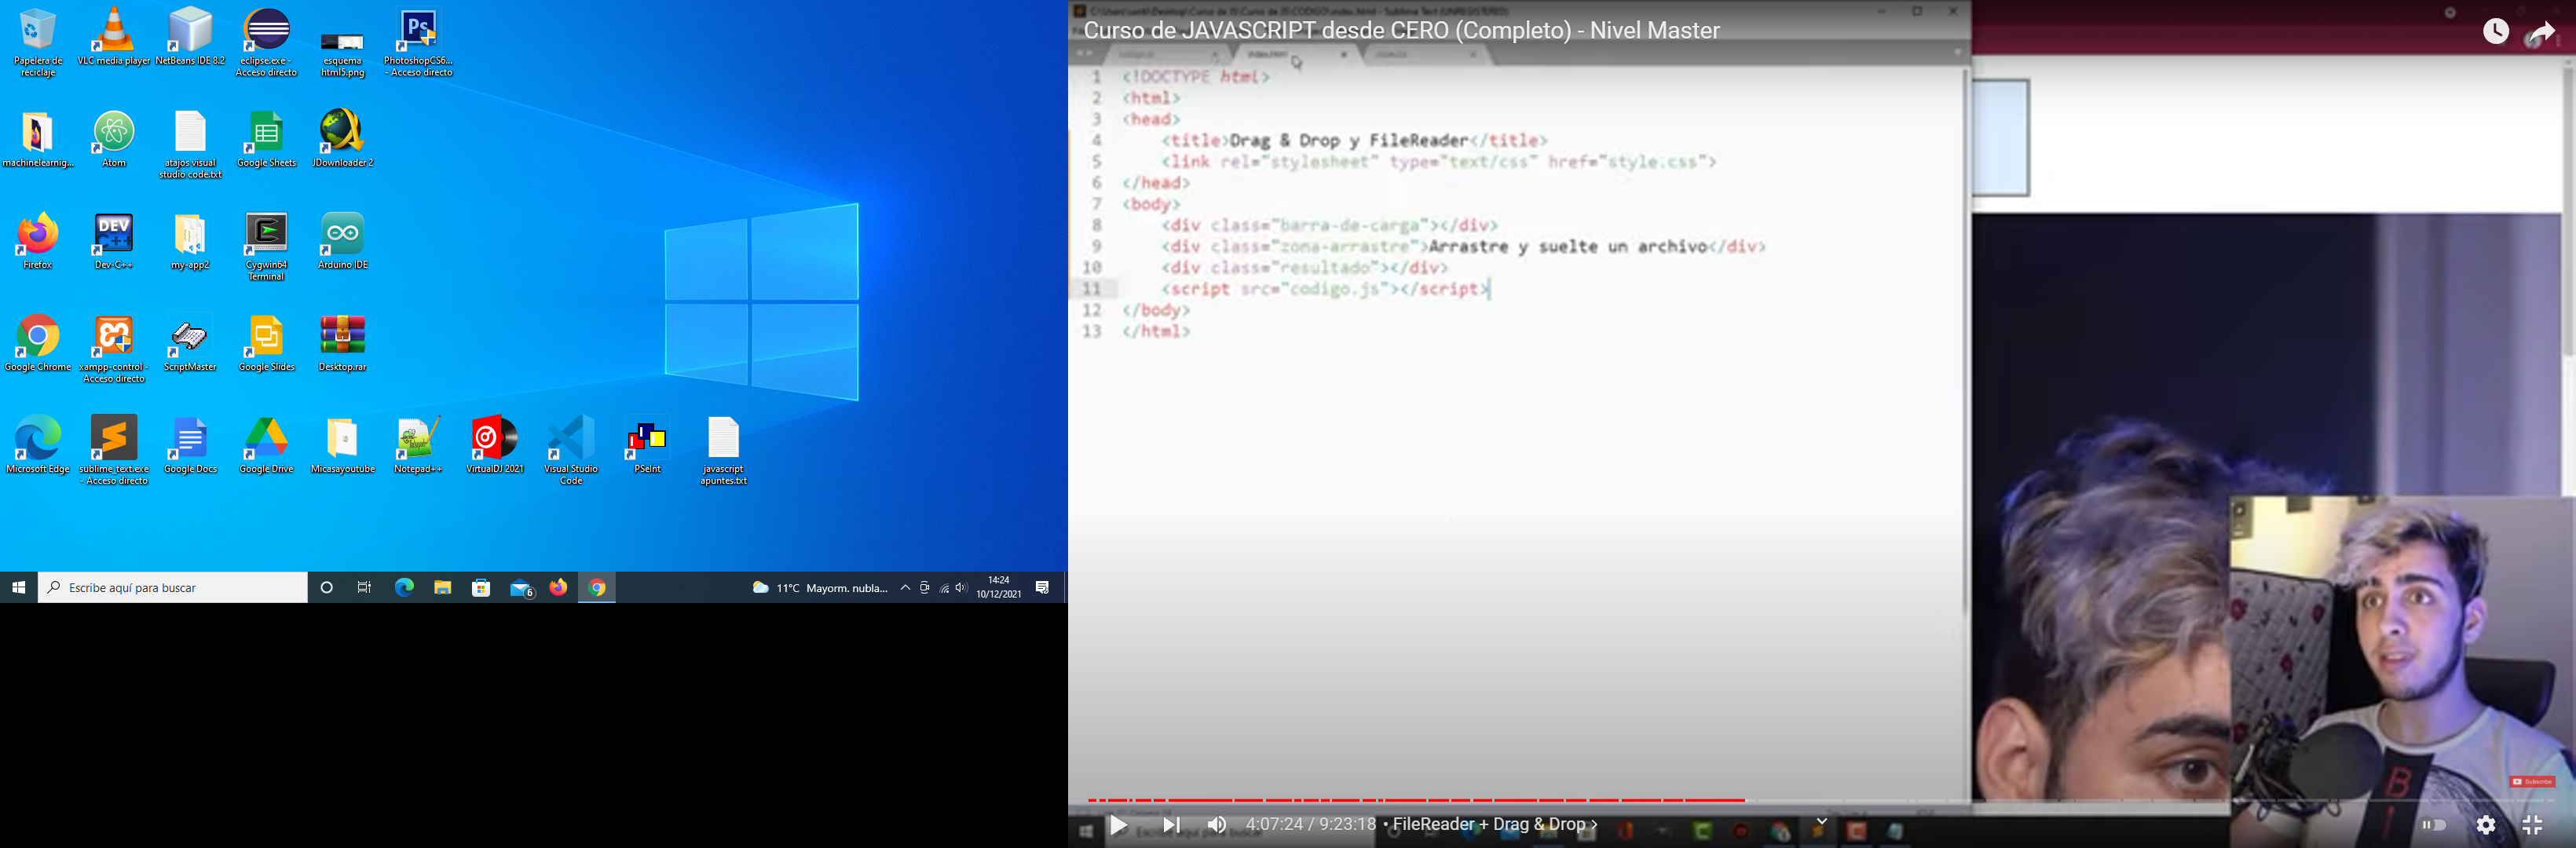 Papelera de
reciclaje
VLC media player
NetBeans IDE 8.2
eclipse.exe -
Acceso directo
esquema
html5.png
PhotoshopCS6...
- Acceso directo
machinelearnig...
Atom
atajos visual
studio code.txt
Google Sheets
JDownloader 2
Firefox
Dev-C++
my-app2
Cygwin64
Terminal
Arduino IDE
Google Chrome
xampp-control -
Acceso directo
ScriptMaster
Google Slides
Desktop.rar
Microsoft Edge
sublime_text.exe
- Acceso directo
Google Docs
Google Drive
Micasayoutube
Notepad++
VirtualDJ 2021
Visual Studio
Code
PSeInt
javascript
apuntes.txt
Escribe aquí para buscar
6
11°C Mayorm. nubla...
14:24
10/12/2021
Curso de JAVASCRIPT desde CERO (Completo) - Nivel Master
1 <!DOCTYPE html>
2 <html>
3 <head>
4 <title>Drag & Drop y FileReader</title>
5 <link rel="stylesheet" type="text/css" href="style.css">
6 </head>
7 <body>
8 <div class="barra-de-carga"></div>
9 <div class="zona-arrastre">Arrastre y suelte un archivo</div>
10 <div class="resultado"></div>
11 <script src="codigo.js"></script>
12 </body>
13 </html>
Subscribe
4:07:24 / 9:23:18 • FileReader + Drag & Drop >